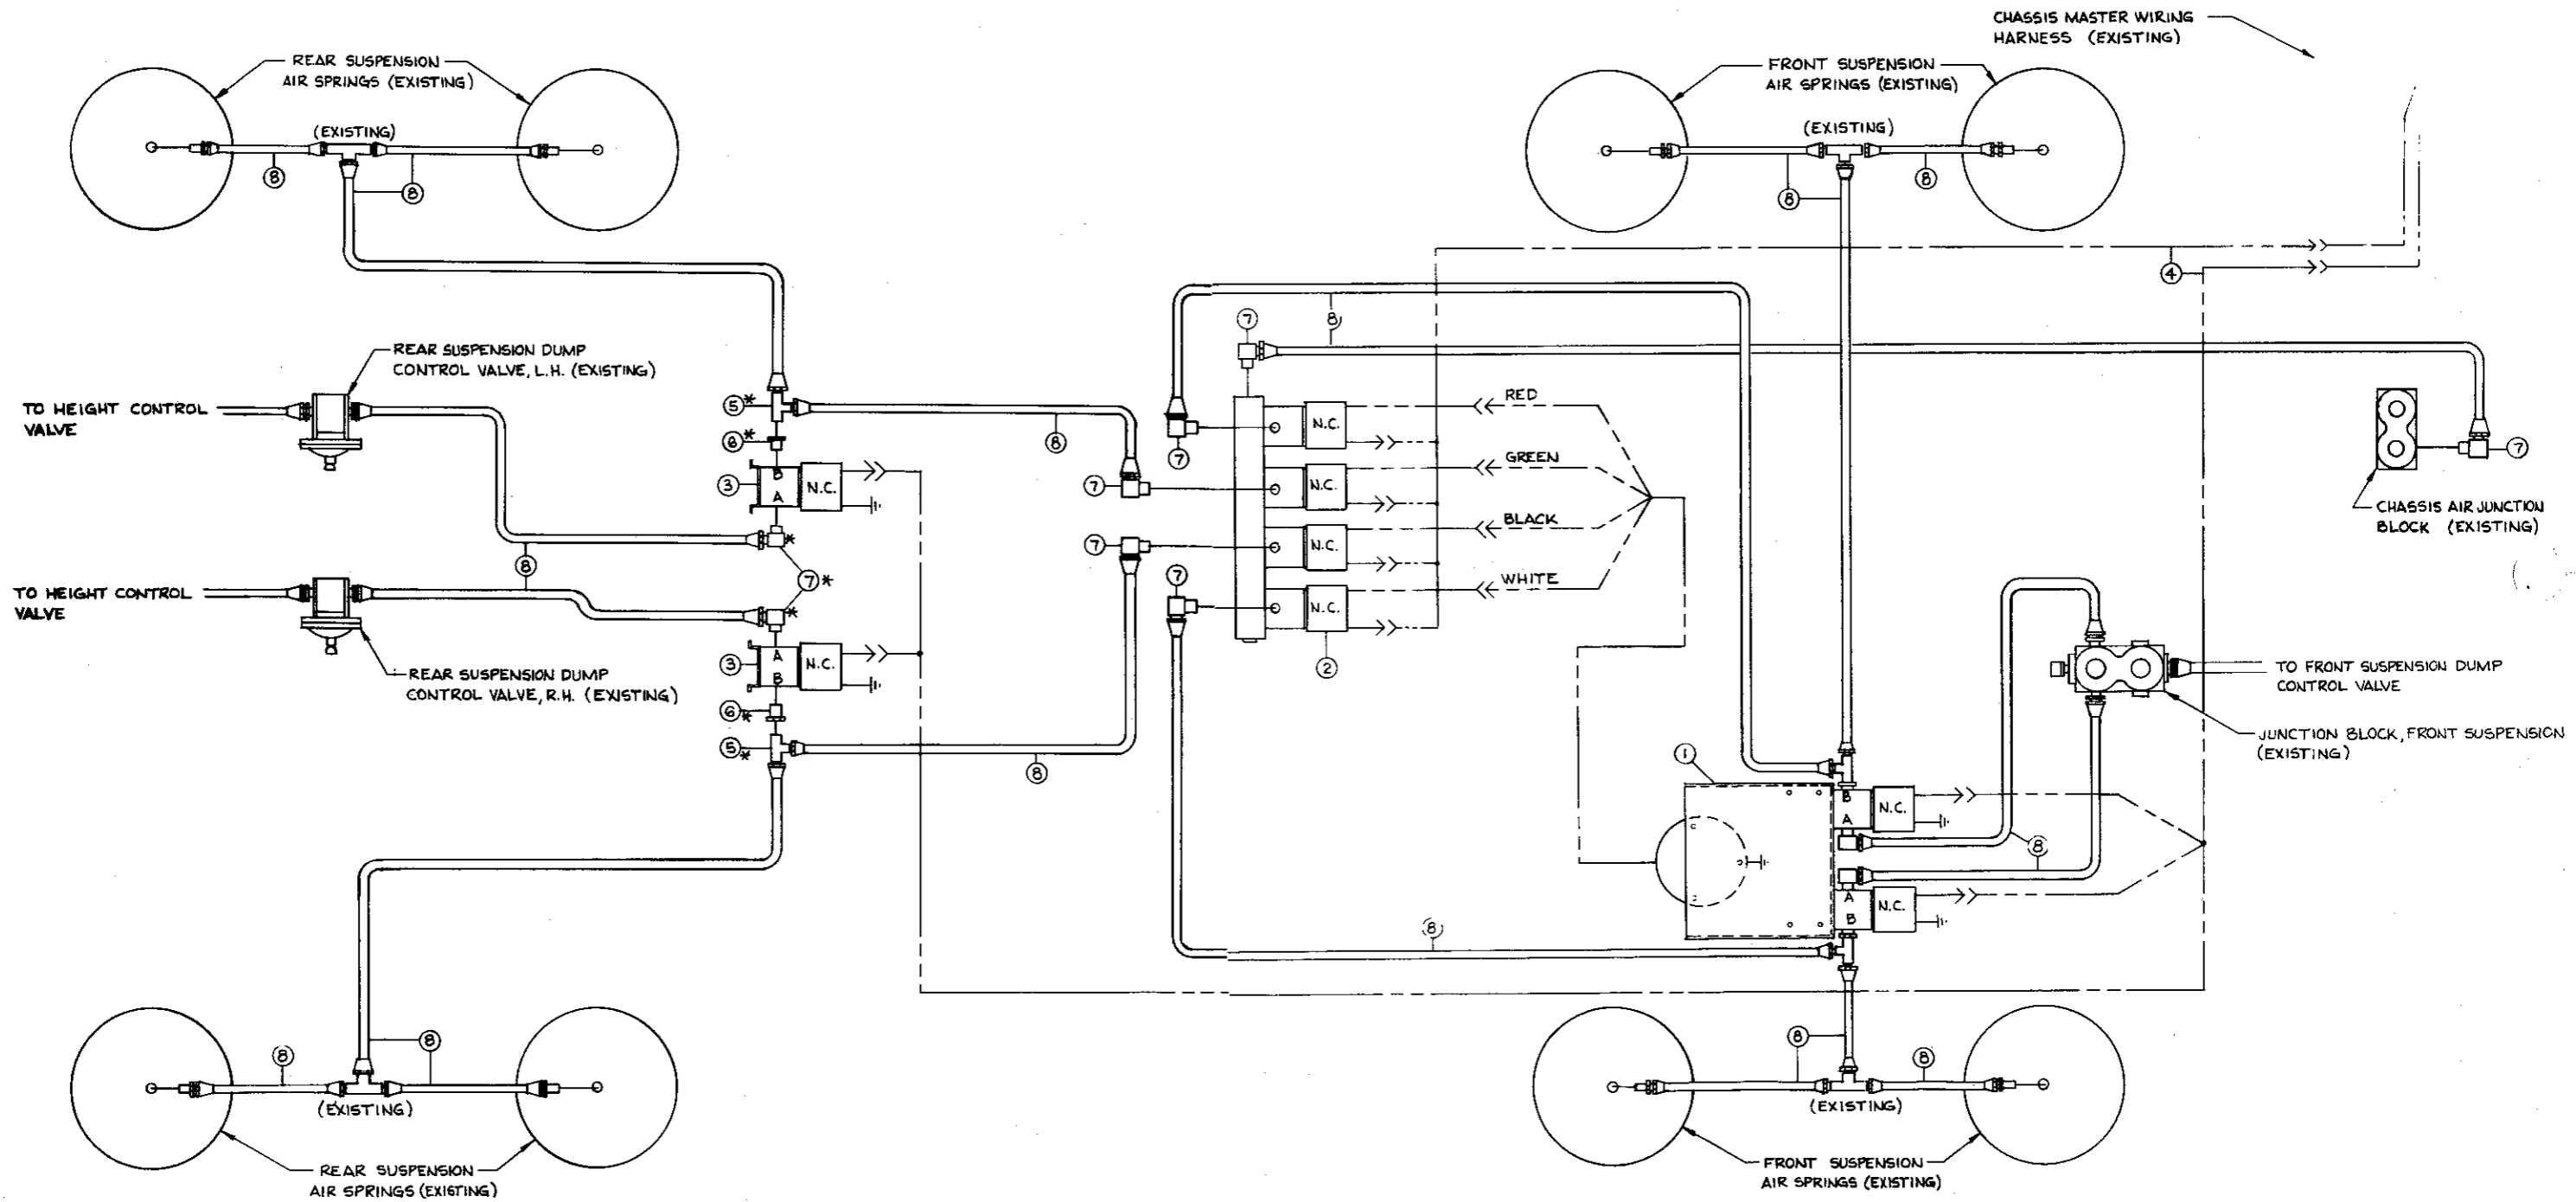 CHASSIS MASTER WIRING
HARNESS (EXISTING)
REAR SUSPENSION
AIR SPRINGS (EXISTING)
FRONT SUSPENSION
AIR SPRINGS (EXISTING)
(EXISTING)
(EXISTING)
8
8
8
8
4
7
8
REAR SUSPENSION DUMP
CONTROL VALVE, L.H. (EXISTING)
TO HEIGHT CONTROL
VALVE
5*
6*
8
7
RED
N.C.
3
B
A
N.C.
7
GREEN
N.C.
7
CHASSIS AIR JUNCTION
BLOCK (EXISTING)
*
8
7*
7
BLACK
N.C.
TO HEIGHT CONTROL
VALVE
*
7
WHITE
N.C.
2
3
A
B
N.C.
REAR SUSPENSION DUMP
CONTROL VALVE, R.H. (EXISTING)
6*
5*
8
TO FRONT SUSPENSION DUMP
CONTROL VALVE
JUNCTION BLOCK, FRONT SUSPENSION
(EXISTING)
1
B
A
N.C.
8
A
B
N.C.
8
8
8
8
8
(EXISTING)
(EXISTING)
REAR SUSPENSION
AIR SPRINGS (EXISTING)
FRONT SUSPENSION
AIR SPRINGS (EXISTING)